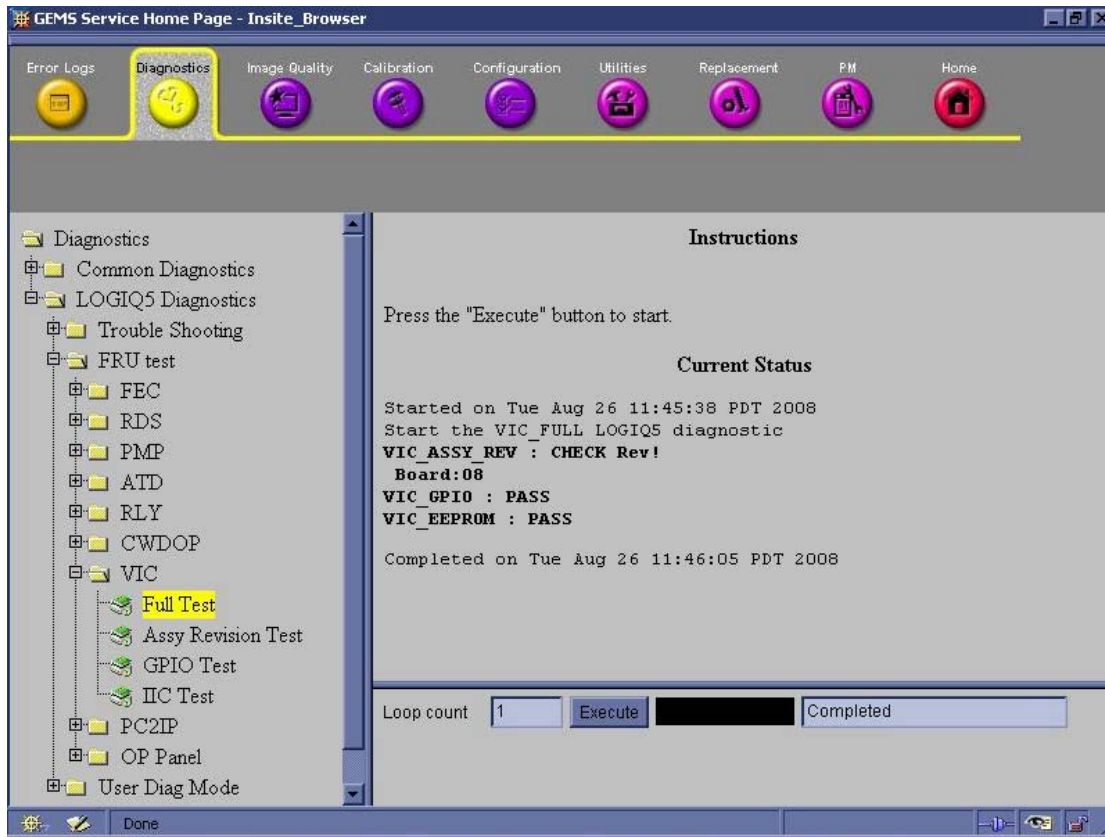 GEMS Service Home Page - Insite_Browser
Error Logs
Diagnostics
Image Quality
Calibration
Configuration
Utilities
Replacement
PM
Home
Diagnostics
Common Diagnostics
LOGIQ5 Diagnostics
Trouble Shooting
FRU test
FEC
RDS
PMP
ATD
RLY
CWDOP
VIC
Full Test
Assy Revision Test
GPIO Test
IIC Test
PC2IP
OP Panel
User Diag Mode
Instructions
Press the "Execute" button to start.
Current Status
Started on Tue Aug 26 11:45:38 PDT 2008
Start the VIC_FULL LOGIQ5 diagnostic
VIC_ASSY_REV : CHECK Rev!
Board:08
VIC_GPIO : PASS
VIC_EEPROM : PASS
Completed on Tue Aug 26 11:46:05 PDT 2008
Loop count 1 Execute Completed
Done